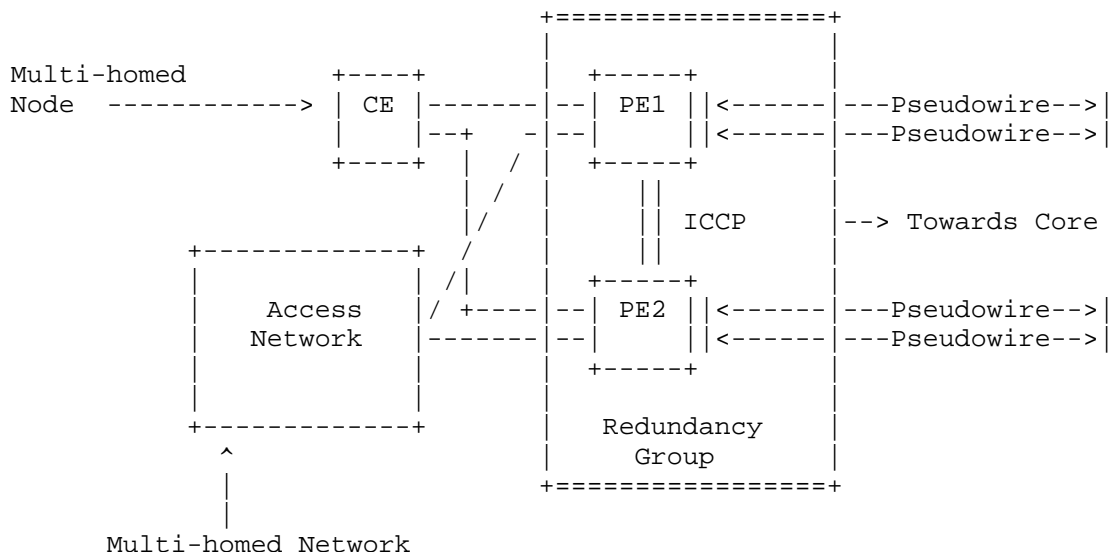 Multi-homed
Node ------------> | CE |-------|--| PE1 ||<------|---Pseudowire-->|
|--+ -|--| ||<------|---Pseudowire-->|
|| ICCP |--> Towards Core
Access |/ +----|--| PE2 ||<------|---Pseudowire-->|
Network |-------|--| ||<------|---Pseudowire-->|
Redundancy
Group
Multi-homed Network